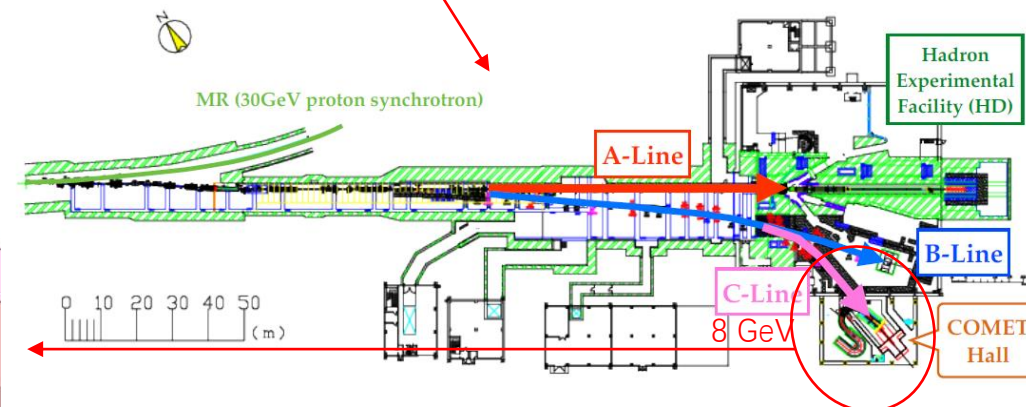 N
MR (30GeV proton synchrotron)
Hadron
Experimental
Facility (HD)
A-Line
B-Line
C-Line
8 GeV
COMET
Hall
0 10 20 30 40 50
(m)